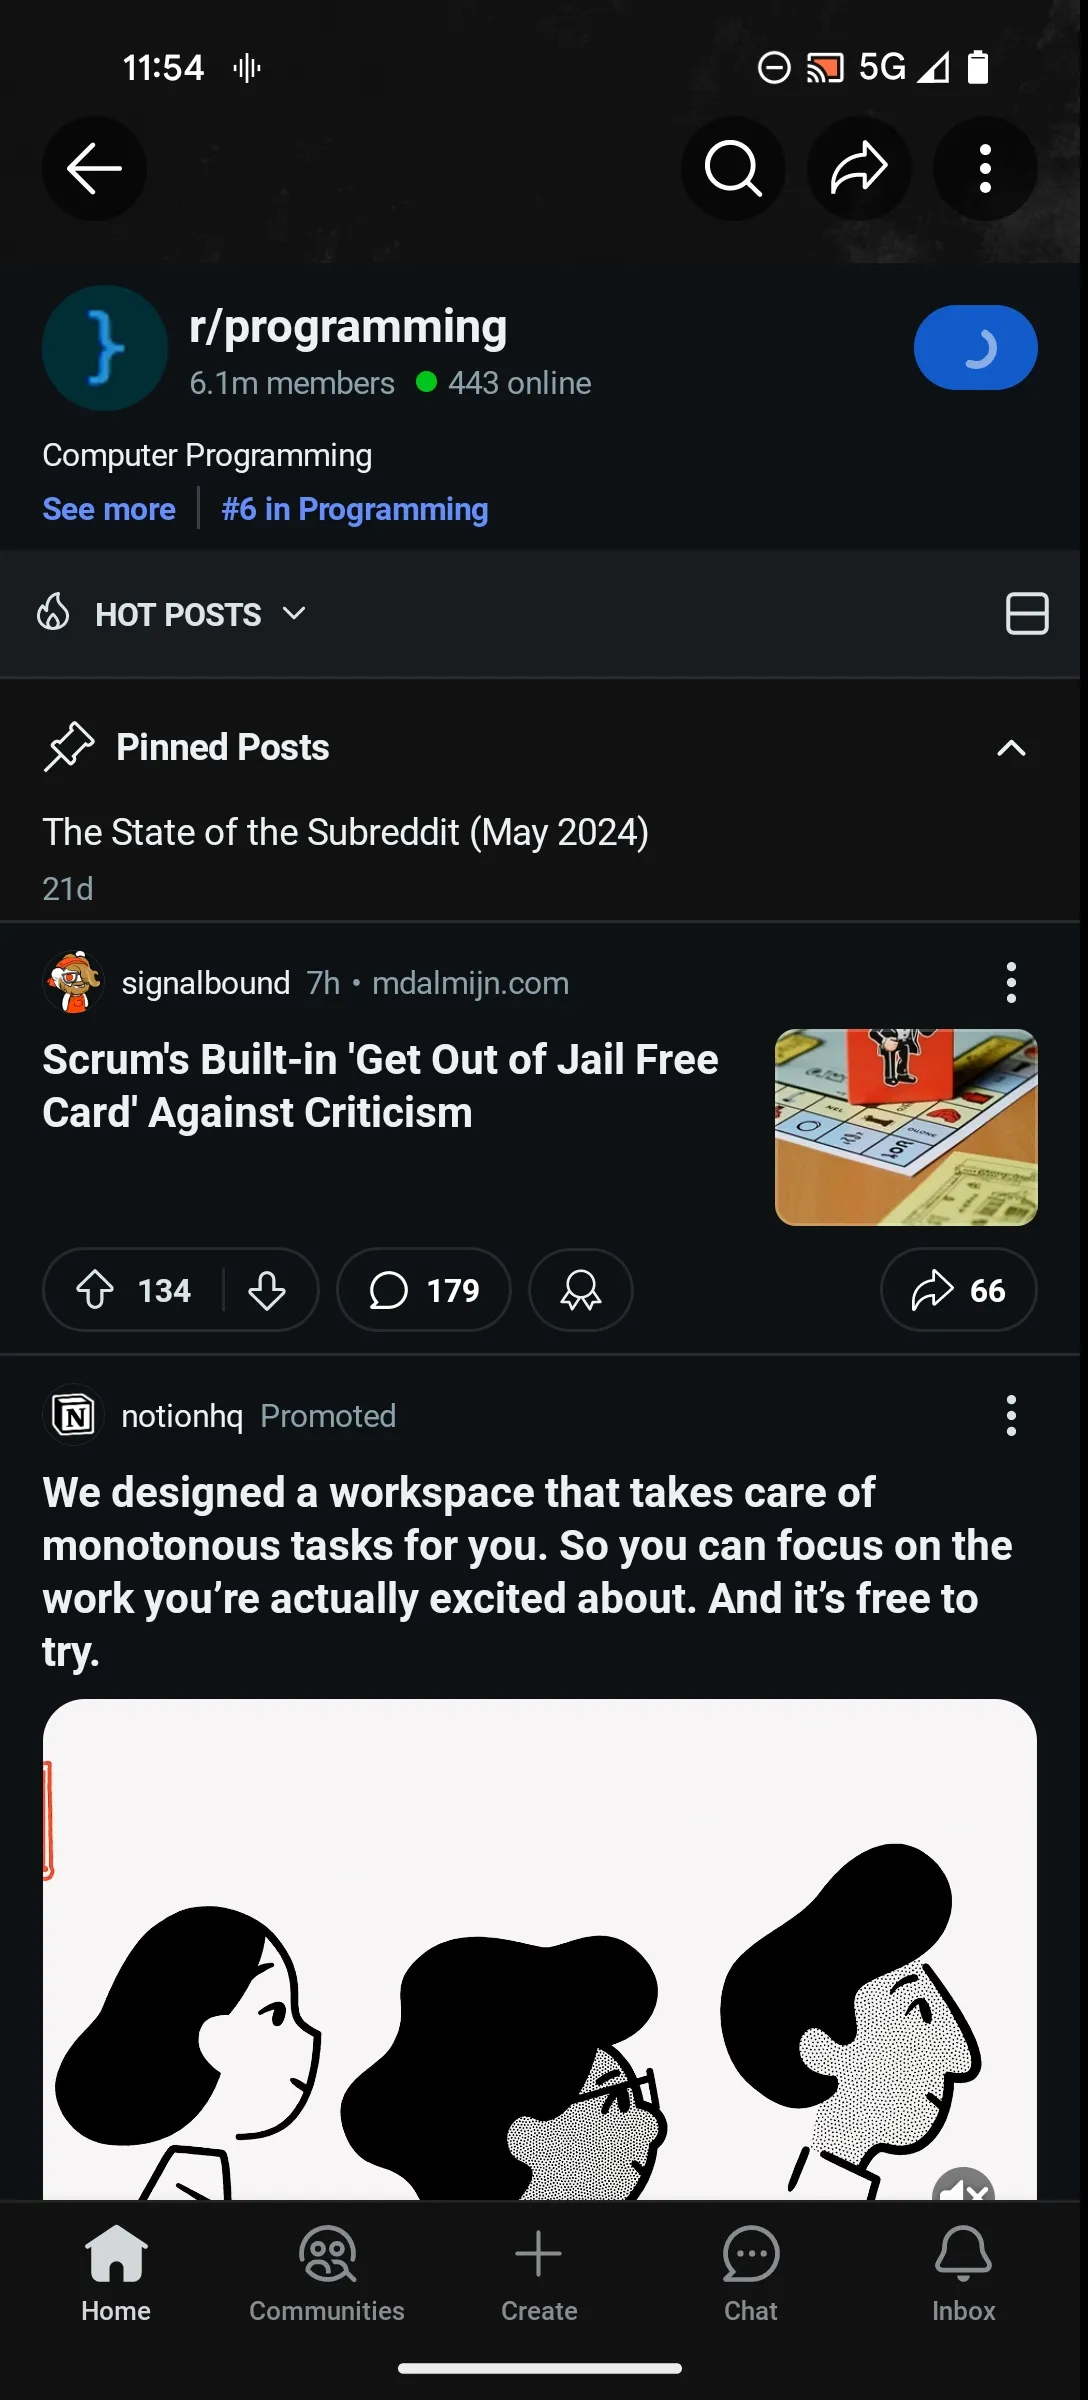 11:54
5G
r/programming
6.1m members 443 online
Computer Programming
See more
#6 in Programming
HOT POSTS
Pinned Posts
The State of the Subreddit (May 2024)
21d
signalbound 7h • mdalmijn.com
Scrum's Built-in 'Get Out of Jail Free
Card' Against Criticism
134
179
66
notionhq Promoted
We designed a workspace that takes care of
monotonous tasks for you. So you can focus on the
work you’re actually excited about. And it’s free to
try.
Home
Communities
Create
Chat
Inbox